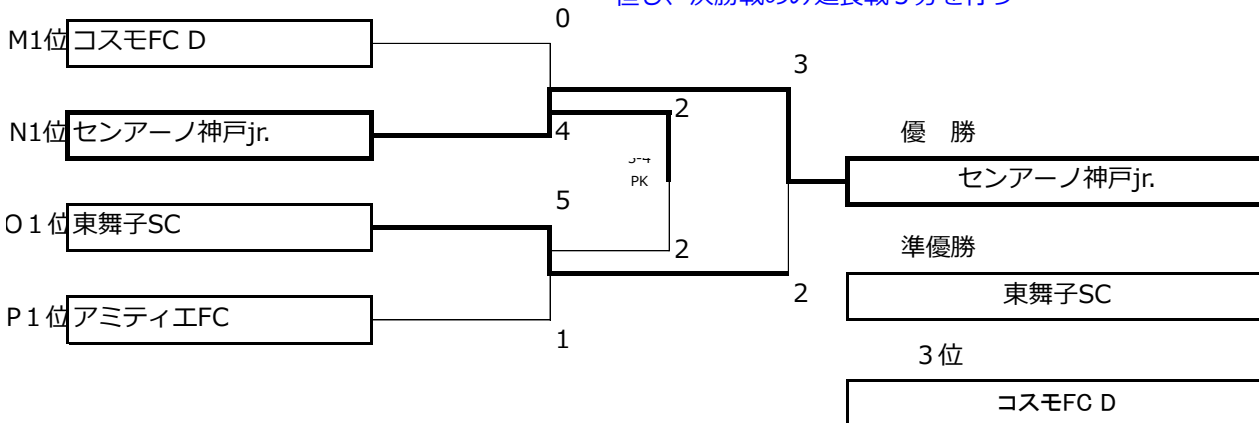 0
M1位 コスモFC D
3
2
N1位 センアーノ神戸jr.
4
優　勝
センアーノ神戸jr.
PK
5
O１位 東舞子SC
2
準優勝
2
東舞子SC
P１位 アミティエFC
1
３位
コスモFC D